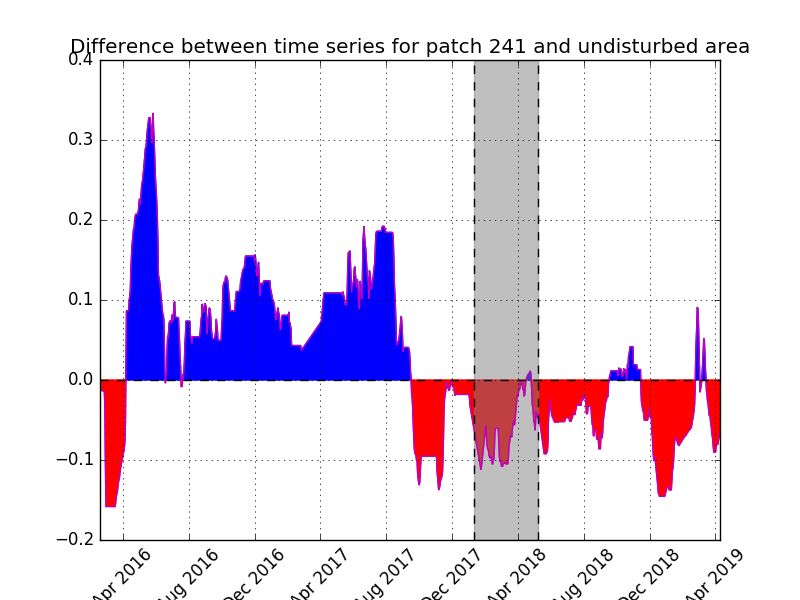 Difference between time series for patch 241 and undisturbed area
0.4
0.3
0.2
0.1
0.0
−0.1
−0.2
Apr 2016
Aug 2016
Dec 2016
Apr 2017
Aug 2017
Dec 2017
Apr 2018
Aug 2018
Dec 2018
Apr 2019